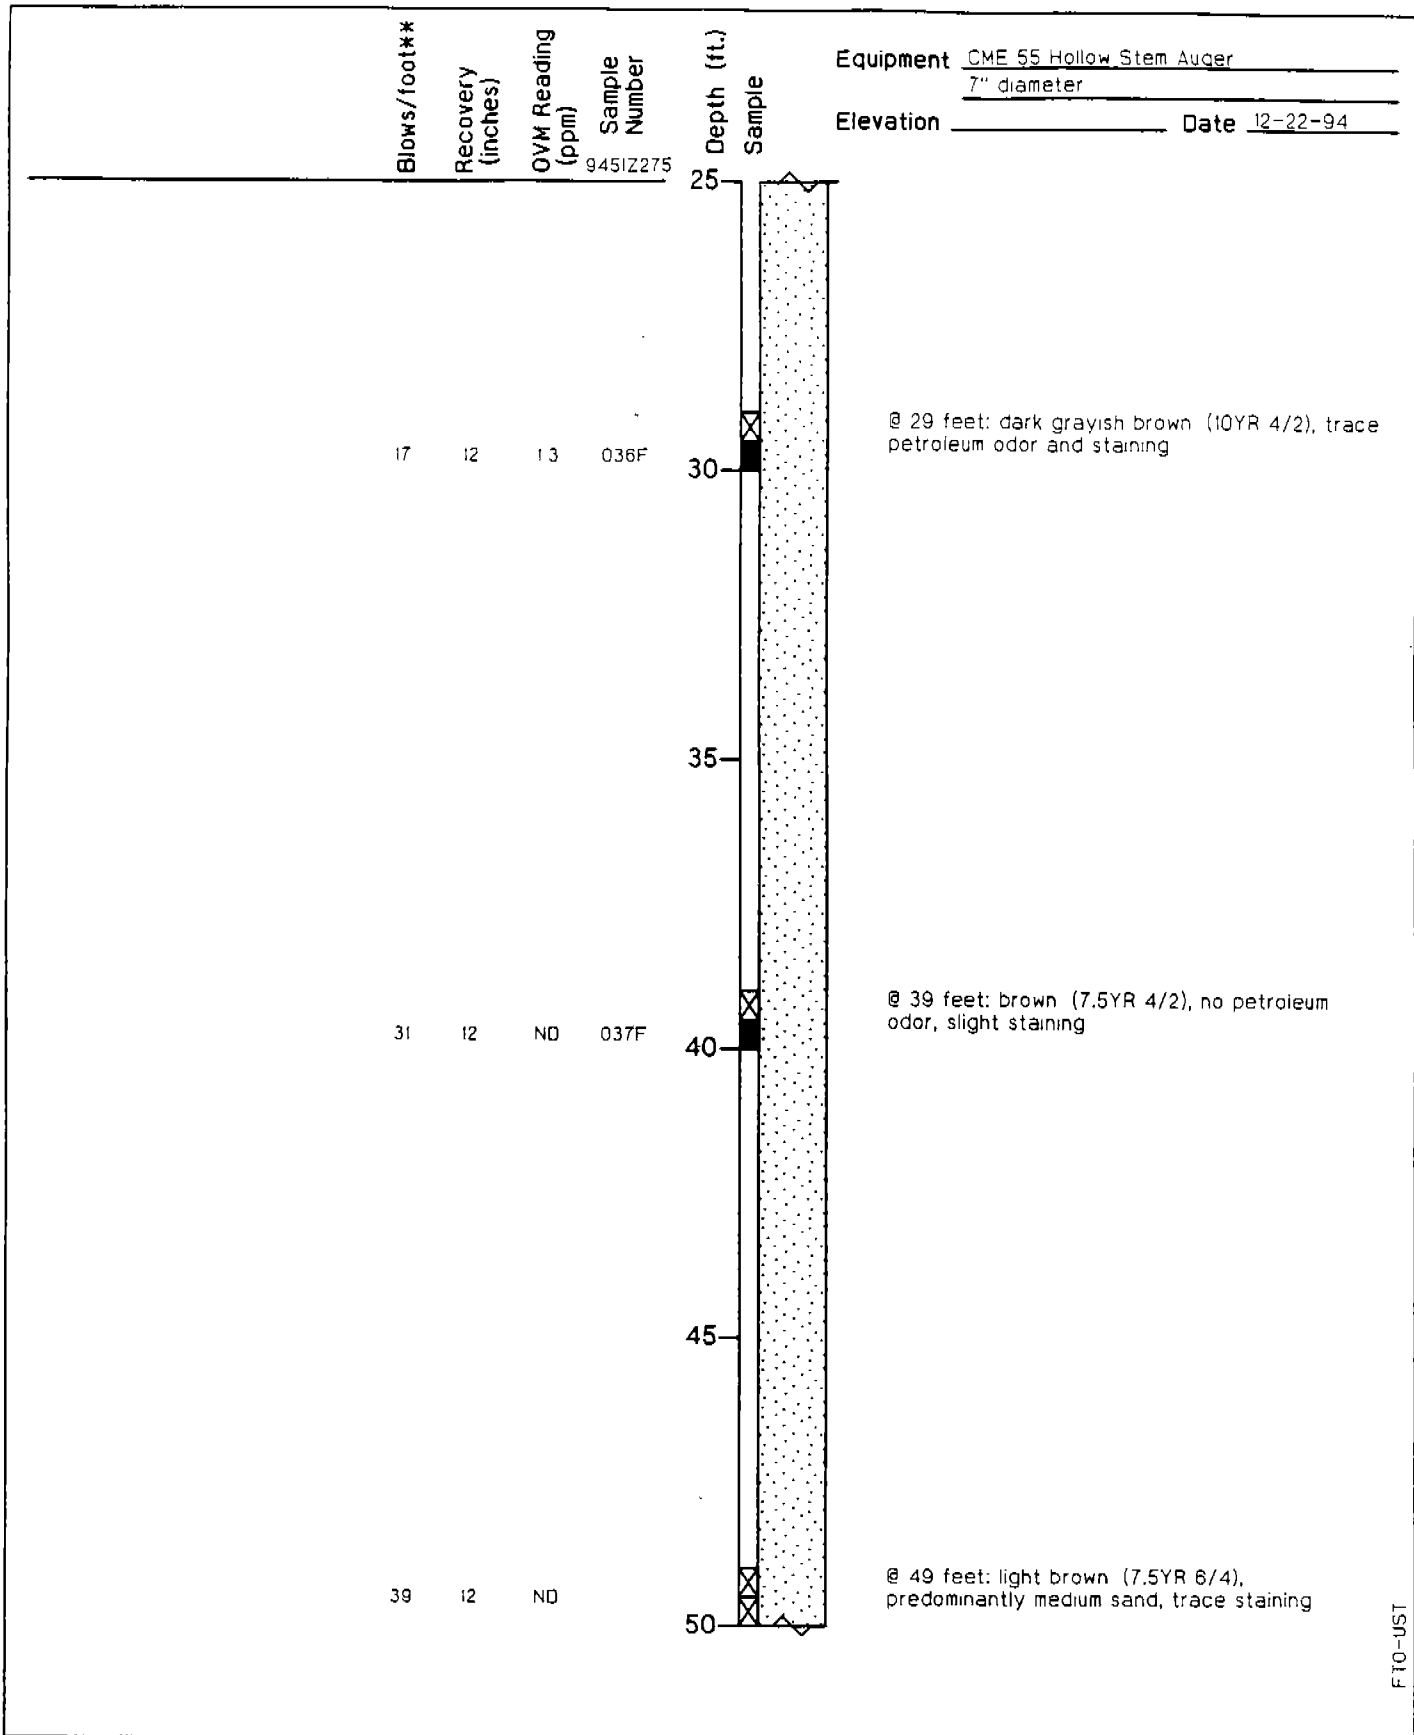 Blows/foot**
Recovery
(inches)
OVM Reading
(ppm)
Sample
Number
9451Z275
Depth (ft.)
Sample
Equipment CME 55 Hollow Stem Auger
7" diameter
Elevation Date 12-22-94
25
@ 29 feet: dark grayish brown (10YR 4/2), trace
petroleum odor and staining
17 12 1 3 036F
30
35
@ 39 feet: brown (7.5YR 4/2), no petroleum
odor, slight staining
31 12 ND 037F
40
45
@ 49 feet: light brown (7.5YR 6/4),
predominantly medium sand, trace staining
39 12 ND
50
FTO-UST